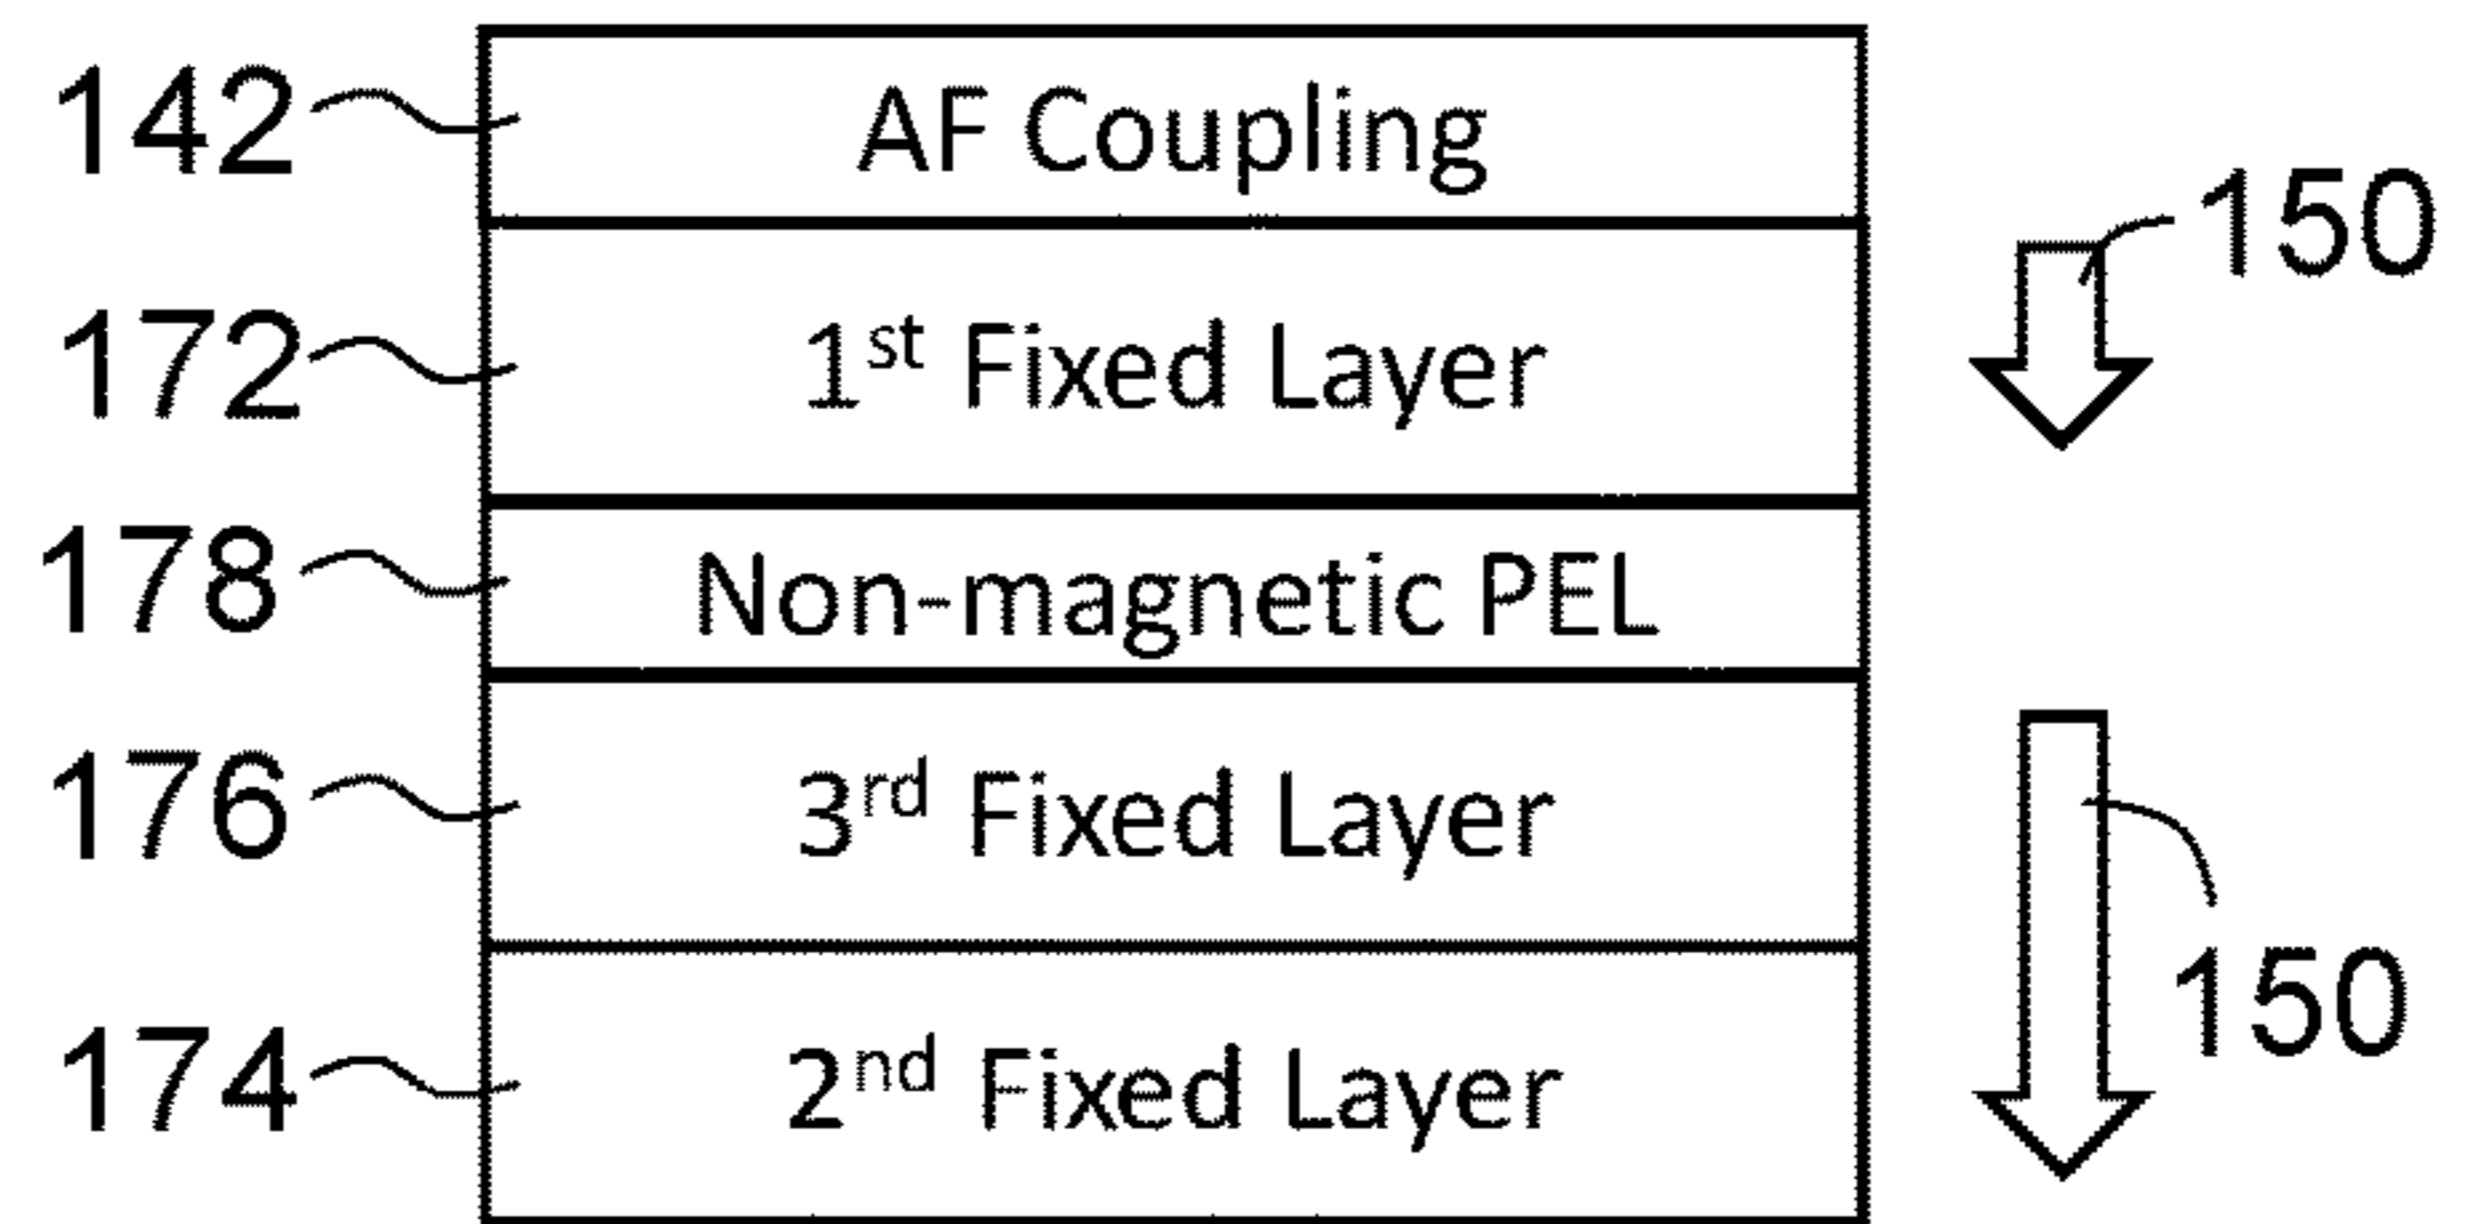 142 AF Coupling
150
172 1st Fixed Layer
178 Non-magnetic PEL
176 3rd Fixed Layer
150
174 2nd Fixed Layer